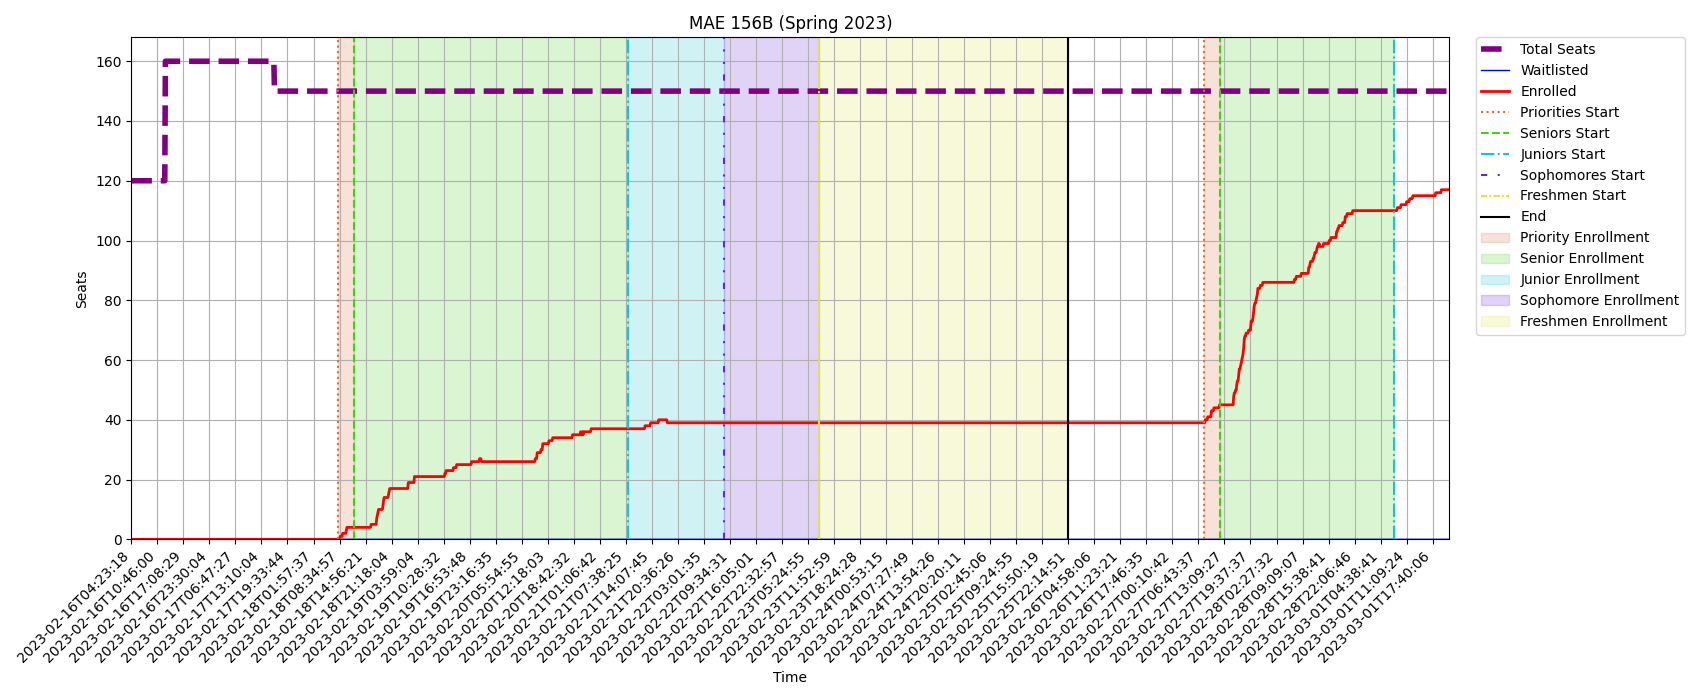 MAE 156B (Spring 2023)
Seats
160
140
120
100
80
60
40
20
0
2023-02-16T04:23:18
2023-02-16T10:46:00
2023-02-16T17:08:29
2023-02-16T23:30:04
2023-02-17T06:47:27
2023-02-17T13:10:04
2023-02-17T19:33:44
2023-02-18T01:57:37
2023-02-18T08:34:57
2023-02-18T14:56:21
2023-02-18T21:18:04
2023-02-19T03:59:04
2023-02-19T10:28:32
2023-02-19T16:53:48
2023-02-19T23:16:35
2023-02-20T05:54:55
2023-02-20T12:18:03
2023-02-20T18:42:32
2023-02-21T01:06:42
2023-02-21T07:38:25
2023-02-21T14:07:45
2023-02-21T20:36:26
2023-02-22T03:01:35
2023-02-22T09:34:31
2023-02-22T16:05:01
2023-02-22T22:32:57
2023-02-23T05:24:55
2023-02-23T11:52:59
2023-02-23T18:24:28
2023-02-24T00:53:15
2023-02-24T07:27:49
2023-02-24T13:54:26
2023-02-24T20:20:11
2023-02-25T02:45:06
2023-02-25T09:24:55
2023-02-25T15:50:19
2023-02-25T22:14:51
2023-02-26T04:58:06
2023-02-26T11:23:21
2023-02-26T17:46:35
2023-02-27T00:10:42
2023-02-27T06:43:37
2023-02-27T13:09:27
2023-02-27T19:37:37
2023-02-28T02:27:32
2023-02-28T09:09:07
2023-02-28T15:38:41
2023-02-28T22:06:46
2023-03-01T04:38:41
2023-03-01T11:09:24
2023-03-01T17:40:06
Time
Total Seats
Waitlisted
Enrolled
Priorities Start
Seniors Start
Juniors Start
Sophomores Start
Freshmen Start
End
Priority Enrollment
Senior Enrollment
Junior Enrollment
Sophomore Enrollment
Freshmen Enrollment